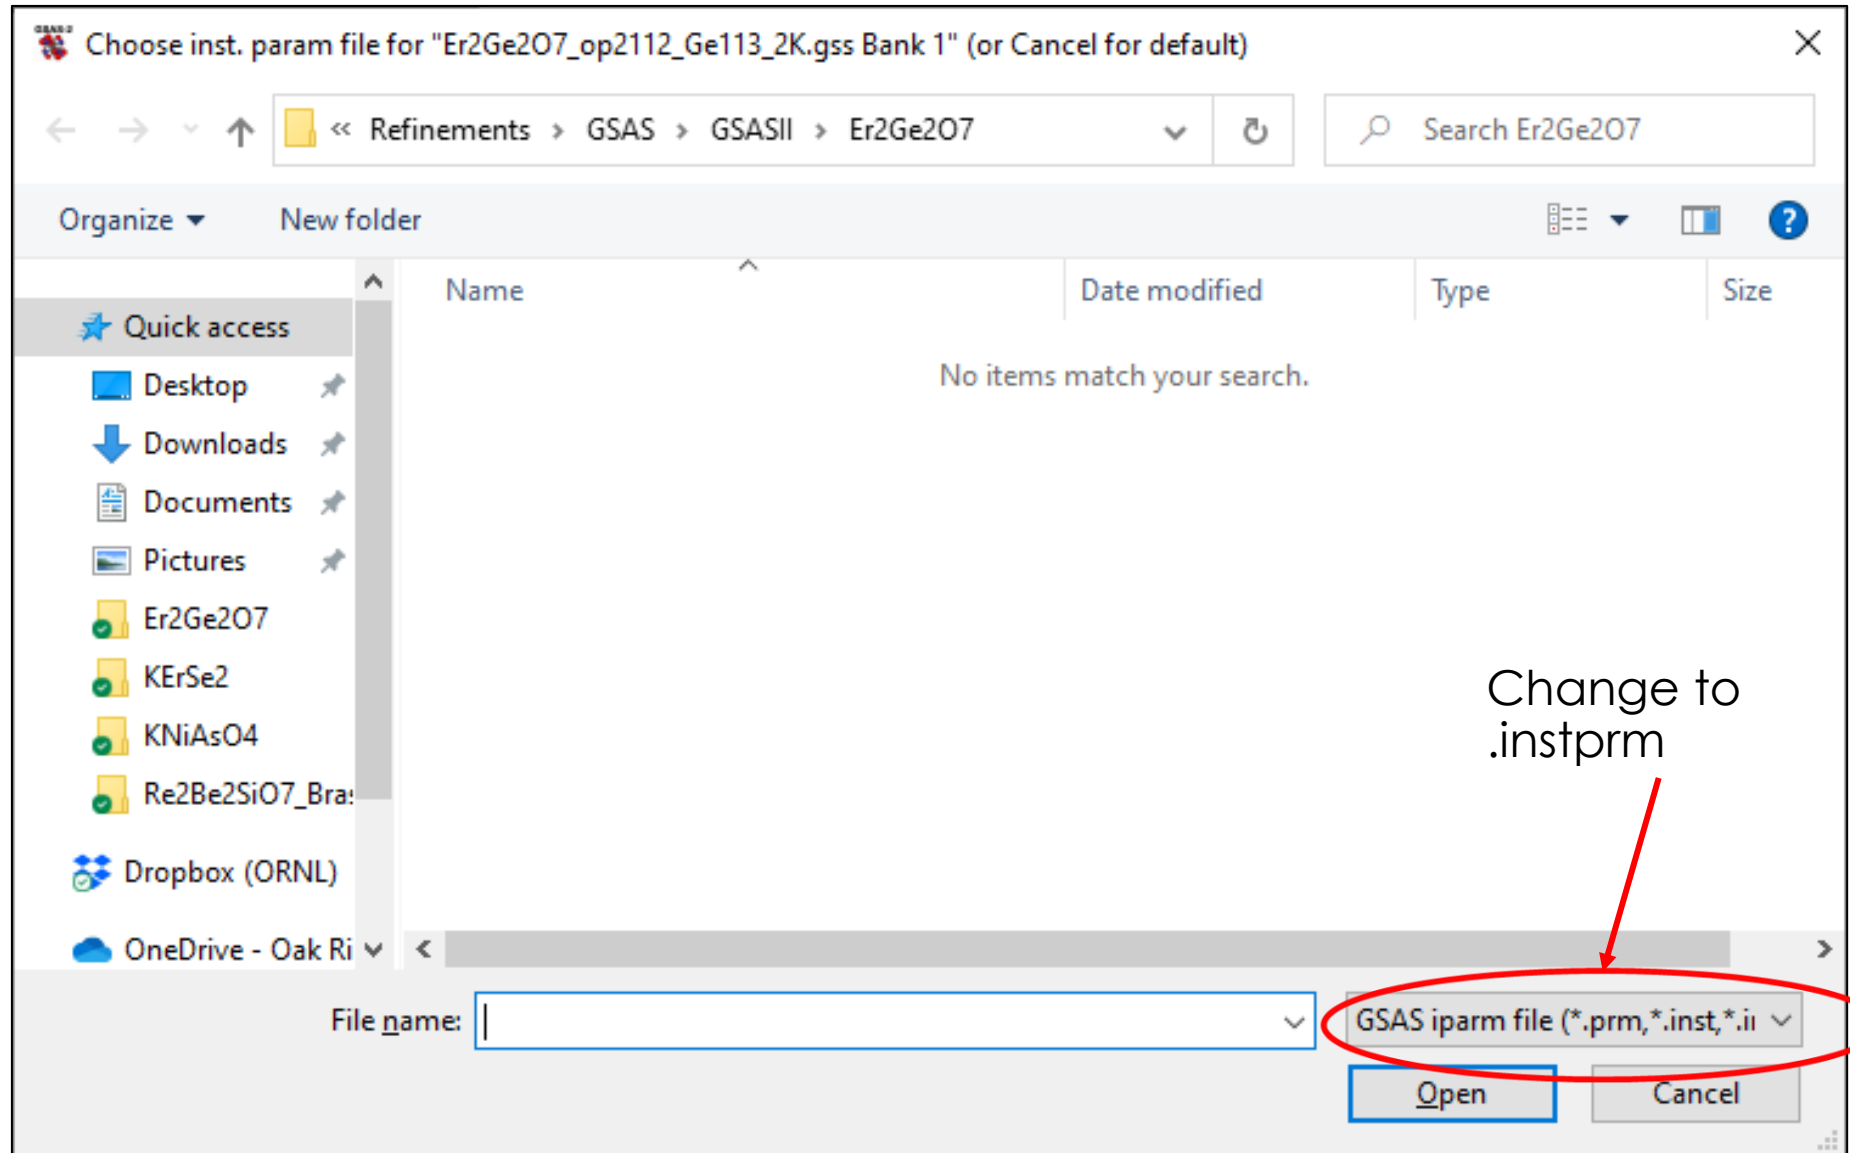 Choose inst. param file for "Er2Ge2O7_op2112_Ge113_2K.gss Bank 1" (or Cancel for default)
« Refinements > GSAS > GSASII > Er2Ge2O7
Search Er2Ge2O7
Organize
New folder
Name
Date modified
Type
Size
Quick access
No items match your search.
Desktop
Downloads
Documents
Pictures
Er2Ge2O7
KErSe2
KNiAsO4
Re2Be2SiO7_Bra
Dropbox (ORNL)
OneDrive - Oak Ri
Change to
.instprm
File name:
GSAS iparm file (*.prm,*.inst,*.i
Open
Cancel